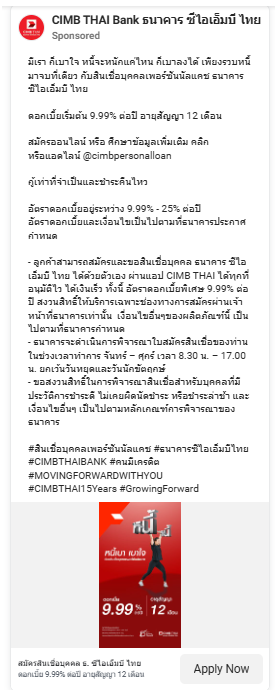 CIMB THAI Bank ธนาคาร ซีไอเอ็มบี ไทย
Sponsored
มีเรา ก็เบาใจ หนี้จะหนักแค่ไหน ก็เบาลงได้ เพียงรวบหนี้
มาจบที่เดียว กับสินเชื่อบุคคลเพอร์ซันนัลแคช ธนาคาร
ซีไอเอ็มบี ไทย
ดอกเบี้ยเริ่มต้น 9.99% ต่อปี อายุสัญญา 12 เดือน
สมัครออนไลน์ หรือ ศึกษาข้อมูลเพิ่มเติม คลิก
หรือแอดไลน์ @cimbpersonalloan
กู้เท่าที่จำเป็นและชำระคืนไหว
อัตราดอกเบี้ยอยู่ระหว่าง 9.99% - 25% ต่อปี
อัตราดอกเบี้ยและเงื่อนไขเป็นไปตามที่ธนาคารประกาศ
กำหนด
- ลูกค้าสามารถสมัครและขอสินเชื่อบุคคล ธนาคาร ซีไอ
เอ็มบี ไทย ได้ด้วยตัวเอง ผ่านแอป CIMB THAI ได้ทุกที่
อนุมัติไว ได้เงินเร็ว ทั้งนี้ อัตราดอกเบี้ยพิเศษ 9.99% ต่อ
ปี สงวนสิทธิ์ให้บริการเฉพาะช่องทางการสมัครผ่านเจ้า
หน้าที่ธนาคารเท่านั้น เงื่อนไขอื่นๆของผลิตภัณฑ์นี้ เป็น
ไปตามที่ธนาคารกำหนด
- ธนาคารจะดำเนินการพิจารณาใบสมัครสินเชื่อของท่าน
ในช่วงเวลาทำการ จันทร์ – ศุกร์ เวลา 8.30 น. – 17.00
น. ยกเว้นวันหยุดและวันนักขัตฤกษ์
- ขอสงวนสิทธิ์ในการพิจารณาสินเชื่อสำหรับบุคคลที่มี
ประวัติการชำระดี ไม่เคยผิดนัดชำระ หรือชำระล่าช้า และ
เงื่อนไขอื่นๆ เป็นไปตามหลักเกณฑ์การพิจารณาของ
ธนาคาร
#สินเชื่อบุคคลเพอร์ซันนัลแคช #ธนาคารซีไอเอ็มบีไทย
#CIMBTHAIBANK #คนมีเครดิต
#MOVINGFORWARDWITHYOU
#CIMBTHAI15Years #GrowingForward
หนี้
หนี้เบา เบาใจ
ดอกเบี้ย
9.99%
อายุสัญญา
12 เดือน
สมัครสินเชื่อบุคคล ธ. ซีไอเอ็มบี ไทย
ดอกเบี้ย 9.99% ต่อปี อายุสัญญา 12 เดือน
Apply Now